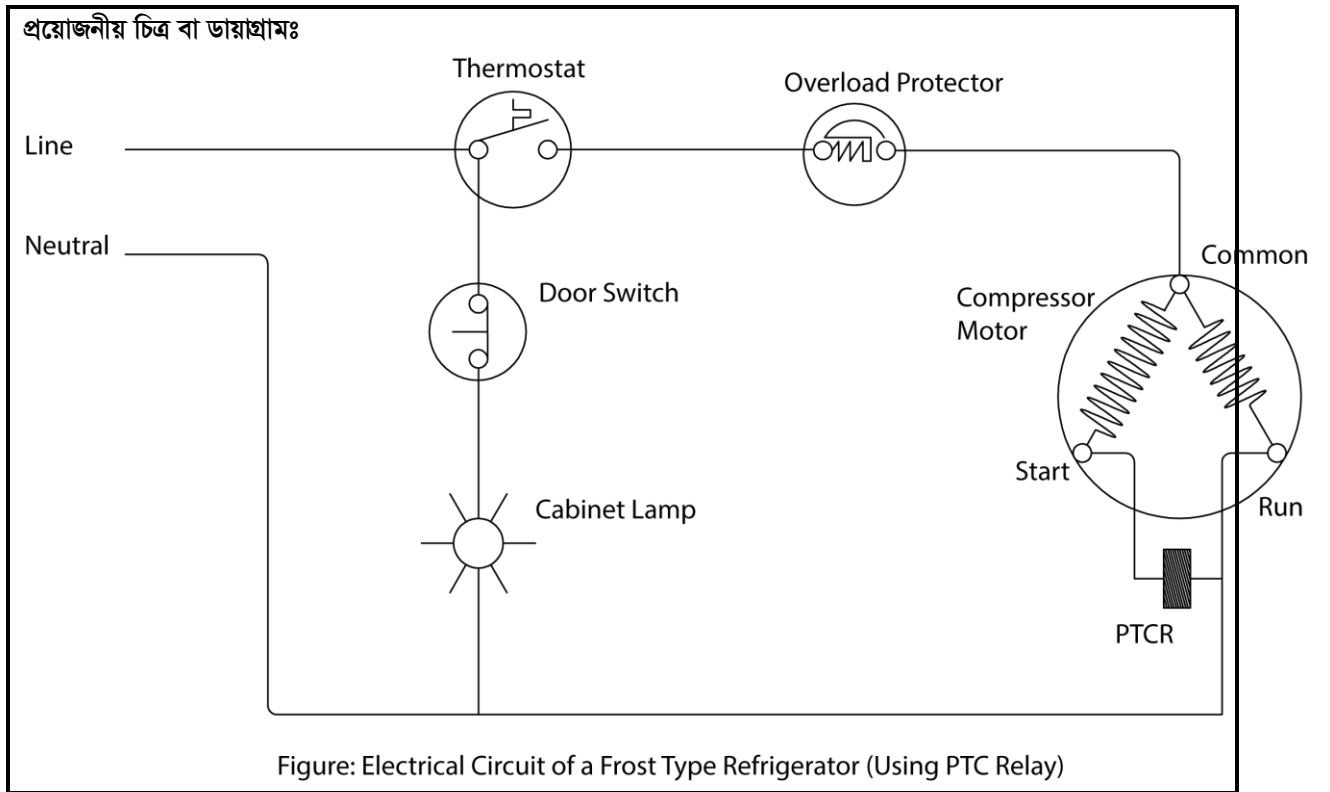 প্রয়োজনীয় চিত্র বা ডায়াগ্রামঃ
Thermostat
Overload Protector
Line
Neutral
Common
Door Switch
Compressor
Motor
Start
Cabinet Lamp
Run
PTCR
Figure: Electrical Circuit of a Frost Type Refrigerator (Using PTC Relay)